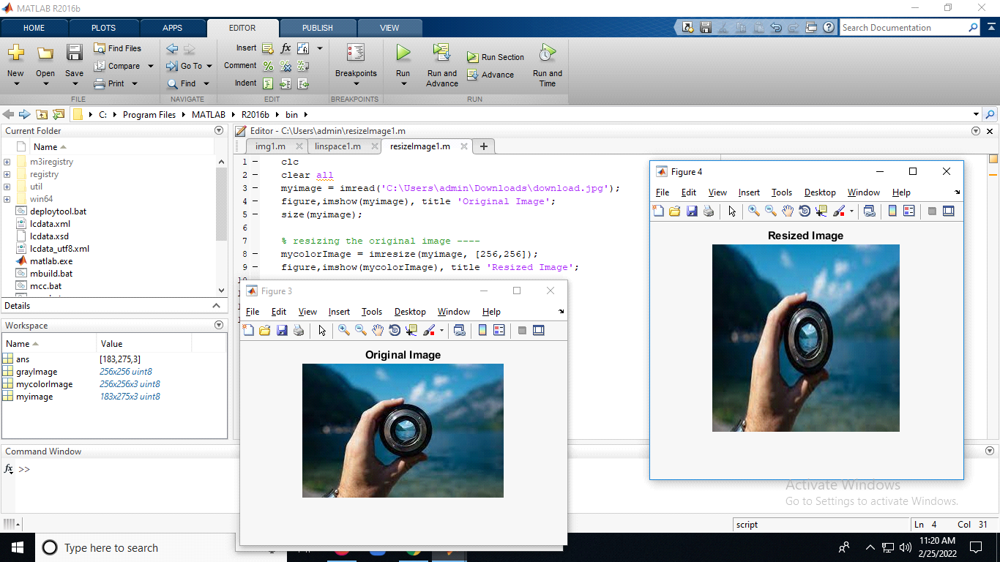 MATLAB R2016b
HOME PLOTS APPS EDITOR PUBLISH VIEW
Search Documentation
New Open Save
Find Files
Compare
Print
FILE
Go To
Find
NAVIGATE
Insert fx
Comment
Indent
EDIT
Breakpoints
BREAKPOINTS
Run
Run and Advance
Run Section
Advance
Run and Time
RUN
C: Program Files MATLAB R2016b bin
Current Folder
Name
m3iregistry
registry
util
win64
deploytool.bat
lcdata.xml
lcdata.xsd
lcdata_utf8.xml
matlab.exe
mbuild.bat
mcc.bat
Details
Workspace
Name Value
ans [183,275,3]
grayImage 256x256 uint8
mycolorImage 256x256x3 uint8
myimage 183x275x3 uint8
Editor - C:\Users\admin\resizeImage1.m
img1.m linspace1.m resizeImage1.m
1 clc
2 clear all
3 myimage = imread('C:\Users\admin\Downloads\download.jpg');
4 figure,imshow(myimage), title 'Original Image';
5 size(myimage);
6
7 % resizing the original image ----
8 mycolorImage = imresize(myimage, [256,256]);
9 figure,imshow(mycolorImage), title 'Resized Image';
Figure 3
File Edit View Insert Tools Desktop Window Help
Original Image
Figure 4
File Edit View Insert Tools Desktop Window Help
Resized Image
Command Window
fx >>
Activate Windows
Go to Settings to activate Windows.
script Ln 4 Col 31
Type here to search
11:20 AM
2/25/2022